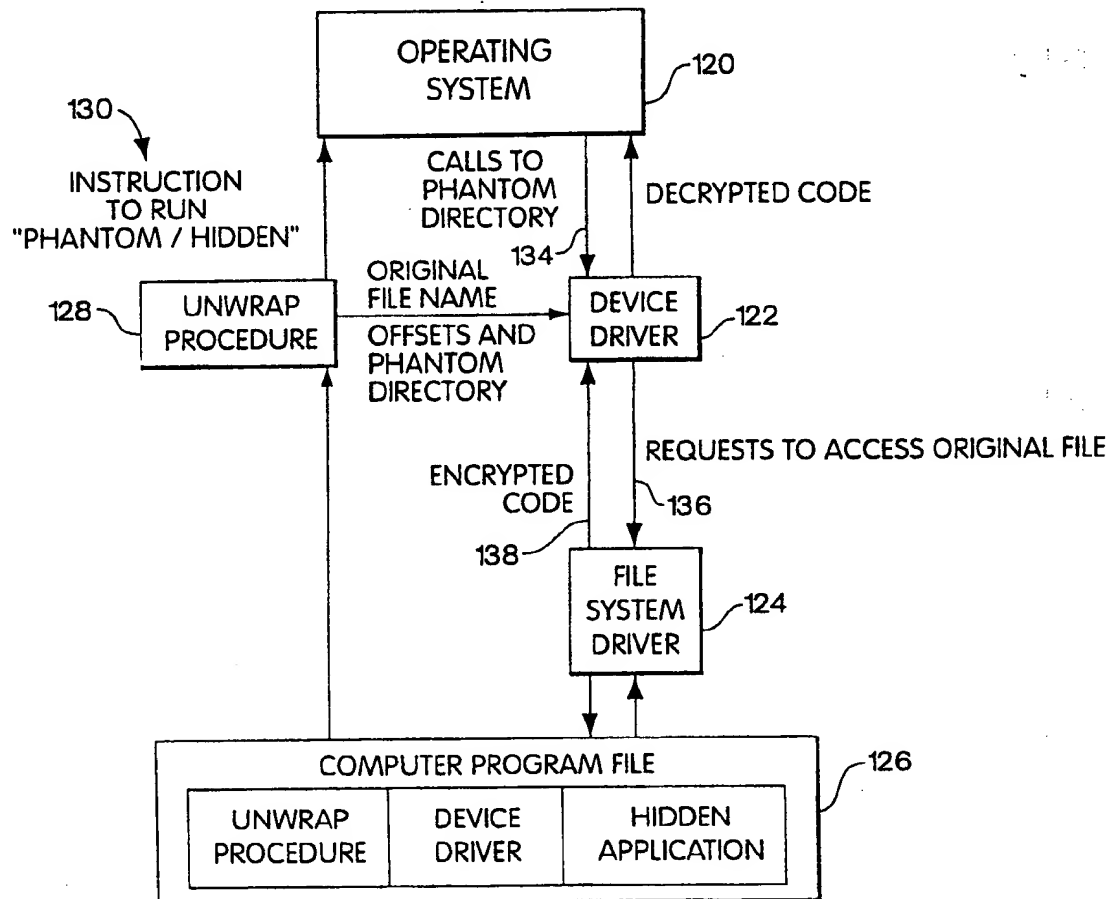 OPERATING
SYSTEM
120
130
INSTRUCTION
TO RUN
"PHANTOM / HIDDEN"
CALLS TO
PHANTOM
DIRECTORY
134
DECRYPTED CODE
128
UNWRAP
PROCEDURE
ORIGINAL
FILE NAME
OFFSETS AND
PHANTOM
DIRECTORY
DEVICE
DRIVER
122
ENCRYPTED
CODE
138
REQUESTS TO ACCESS ORIGINAL FILE
136
FILE
SYSTEM
DRIVER
124
COMPUTER PROGRAM FILE
126
UNWRAP
PROCEDURE
DEVICE
DRIVER
HIDDEN
APPLICATION